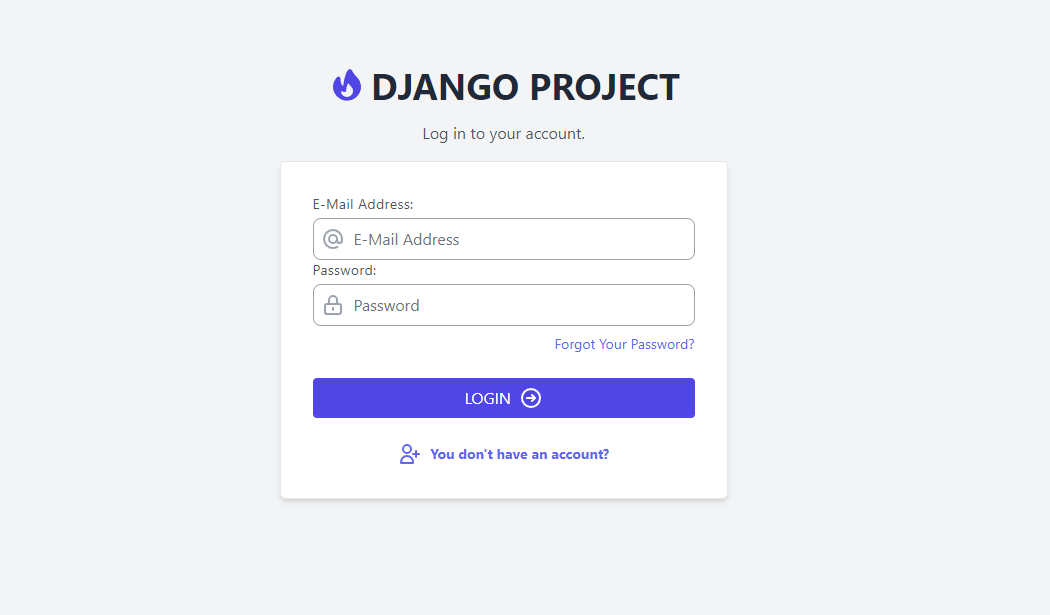 DJANGO PROJECT
Log in to your account.
E-Mail Address:
E-Mail Address
Password:
Password
Forgot Your Password?
LOGIN
You don't have an account?